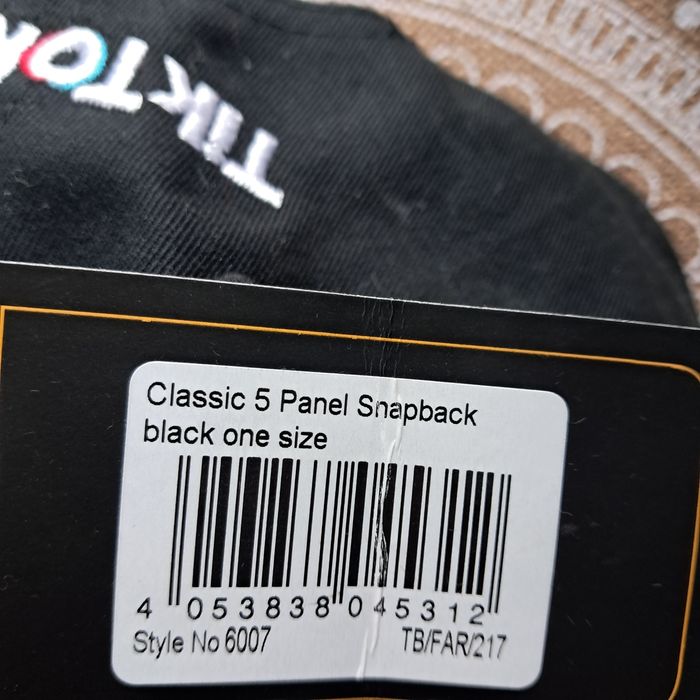 TikTok
Classic 5 Panel Snapback
black one size
4 053838 045312
Style No 6007 TB/FAR/217